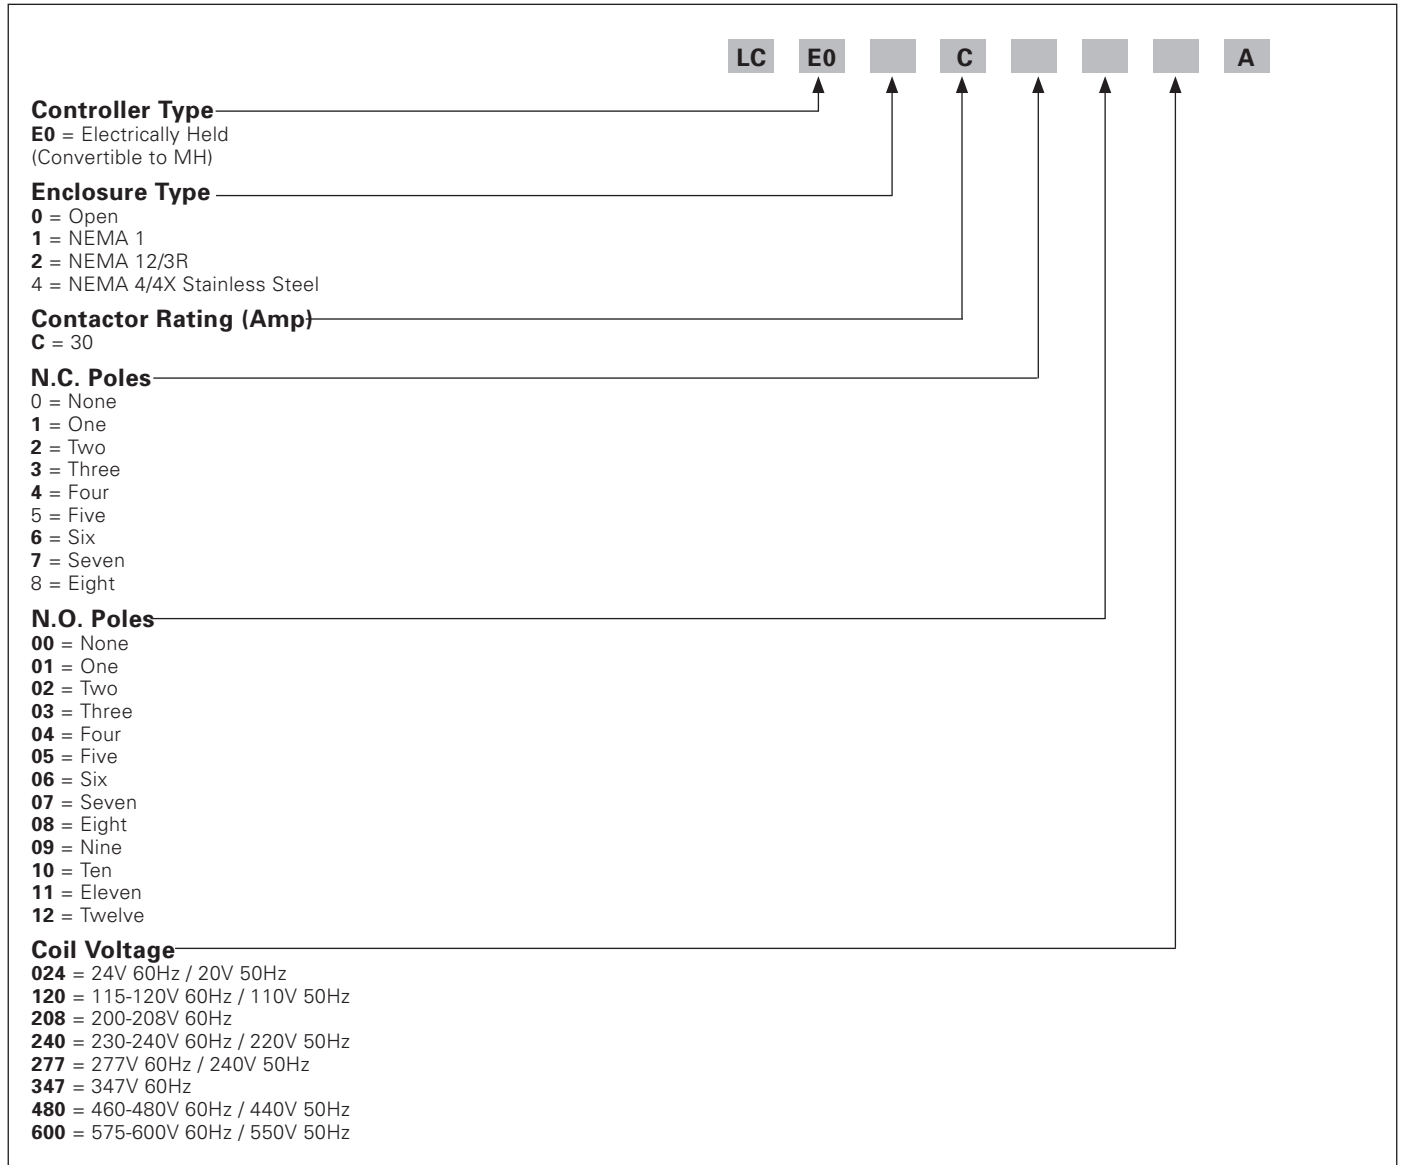 LC E0 C A
Controller Type
E0 = Electrically Held
(Convertible to MH)
Enclosure Type
0 = Open
1 = NEMA 1
2 = NEMA 12/3R
4 = NEMA 4/4X Stainless Steel
Contactor Rating (Amp)
C = 30
N.C. Poles
0 = None
1 = One
2 = Two
3 = Three
4 = Four
5 = Five
6 = Six
7 = Seven
8 = Eight
N.O. Poles
00 = None
01 = One
02 = Two
03 = Three
04 = Four
05 = Five
06 = Six
07 = Seven
08 = Eight
09 = Nine
10 = Ten
11 = Eleven
12 = Twelve
Coil Voltage
024 = 24V 60Hz / 20V 50Hz
120 = 115-120V 60Hz / 110V 50Hz
208 = 200-208V 60Hz
240 = 230-240V 60Hz / 220V 50Hz
277 = 277V 60Hz / 240V 50Hz
347 = 347V 60Hz
480 = 460-480V 60Hz / 440V 50Hz
600 = 575-600V 60Hz / 550V 50Hz